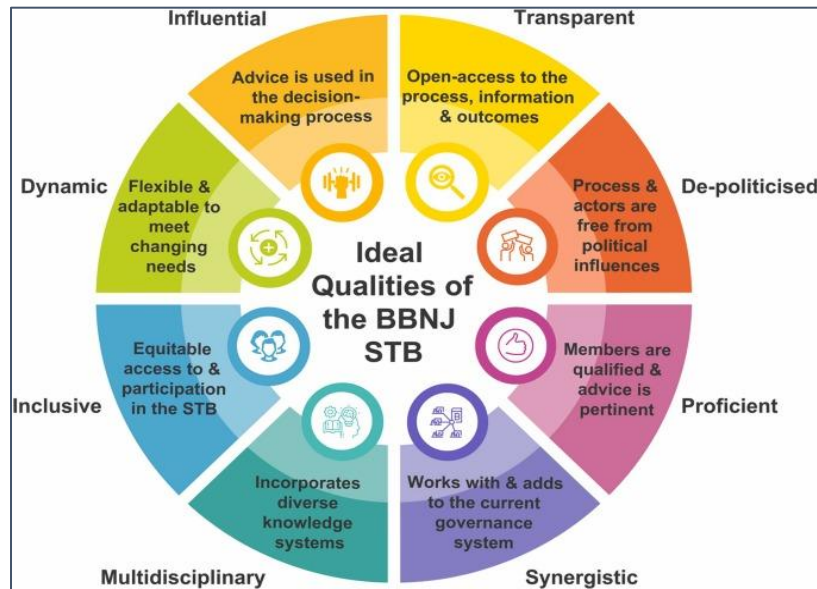 Influential
Transparent
Advice is used in
the decision-
making process
Open-access to the
process, information
& outcomes
Dynamic
Flexible &
adaptable to
meet
changing
needs
De-politicised
Process &
actors are
free from
political
influences
Ideal
Qualities of
the BBNJ
STB
Inclusive
Equitable
access to &
participation
in the STB
Members are
qualified &
advice is
pertinent
Proficient
Incorporates
diverse
knowledge
systems
Works with & adds
to the current
governance
system
Multidisciplinary
Synergistic